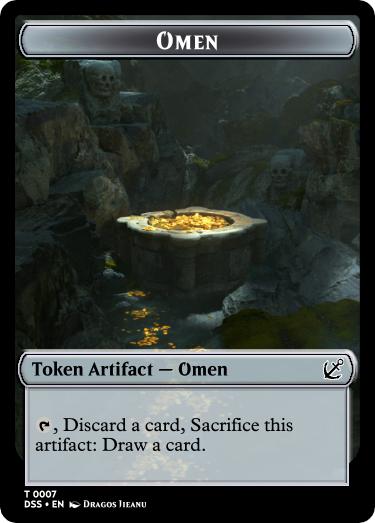 Omen
Token Artifact — Omen
, Discard a card, Sacrifice this
artifact: Draw a card.
T 0007
DSS • EN Dragos Jieanu